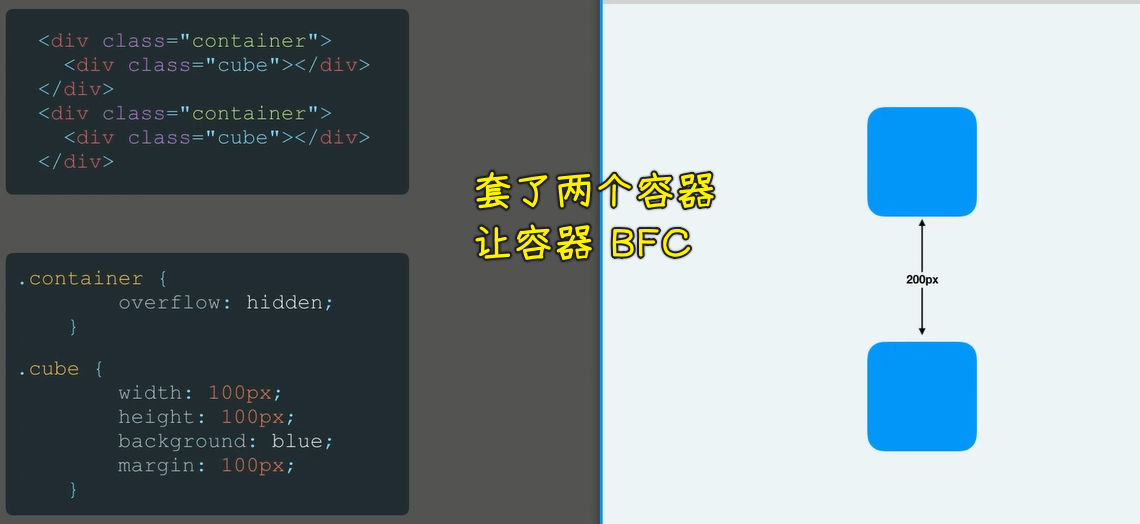 <div class="container">
<div class="cube"></div>
</div>
<div class="container">
<div class="cube"></div>
</div>
.container {
overflow: hidden;
}
.cube {
width: 100px;
height: 100px;
background: blue;
margin: 100px;
}
套了两个容器
让容器 BFC
200px